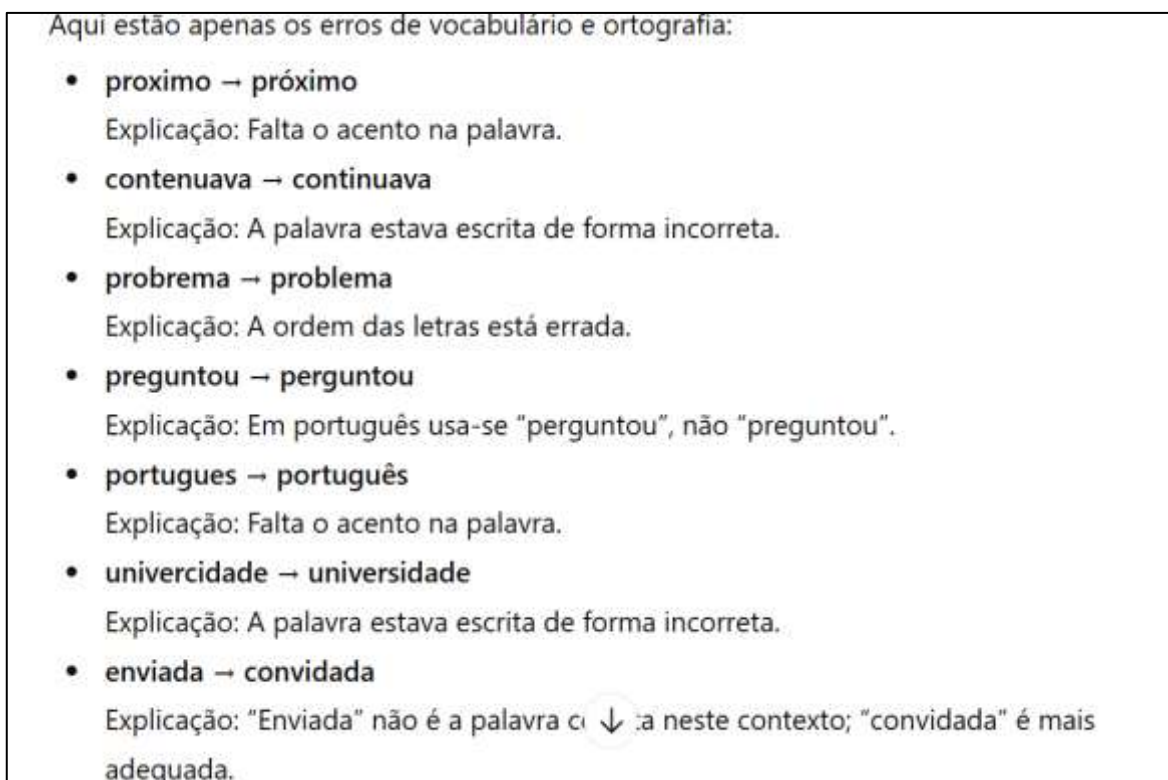 Aqui estão apenas os erros de vocabulário e ortografia:
• proximo → próximo
Explicação: Falta o acento na palavra.
• contenuava → continuava
Explicação: A palavra estava escrita de forma incorreta.
• probrema → problema
Explicação: A ordem das letras está errada.
• preguntou → perguntou
Explicação: Em português usa-se “perguntou”, não “preguntou”.
• portugues → português
Explicação: Falta o acento na palavra.
• univercidade → universidade
Explicação: A palavra estava escrita de forma incorreta.
• enviada → convidada
Explicação: “Enviada” não é a palavra neste contexto; “convidada” é mais
adequada.